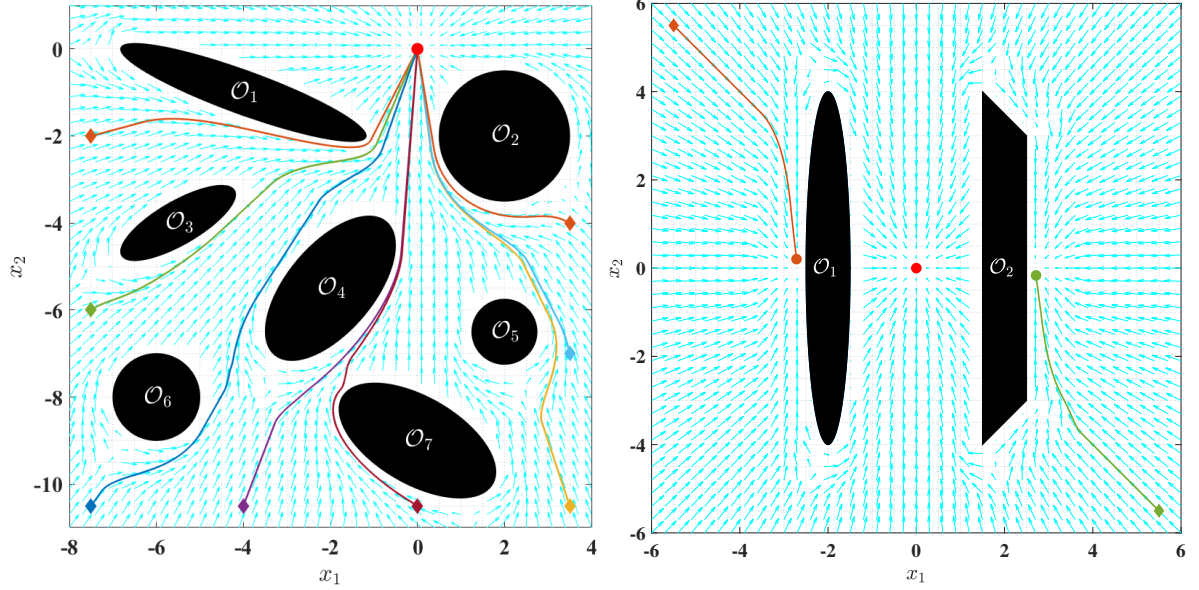 0
-2
-4
-6
-8
-10
x₂
𝒪₁
𝒪₂
𝒪₃
𝒪₄
𝒪₅
𝒪₆
𝒪₇
-8 -6 -4 -2 0 2 4
x₁
6
4
2
0
-2
-4
-6
x₂
𝒪₁
𝒪₂
-6 -4 -2 0 2 4 6
x₁